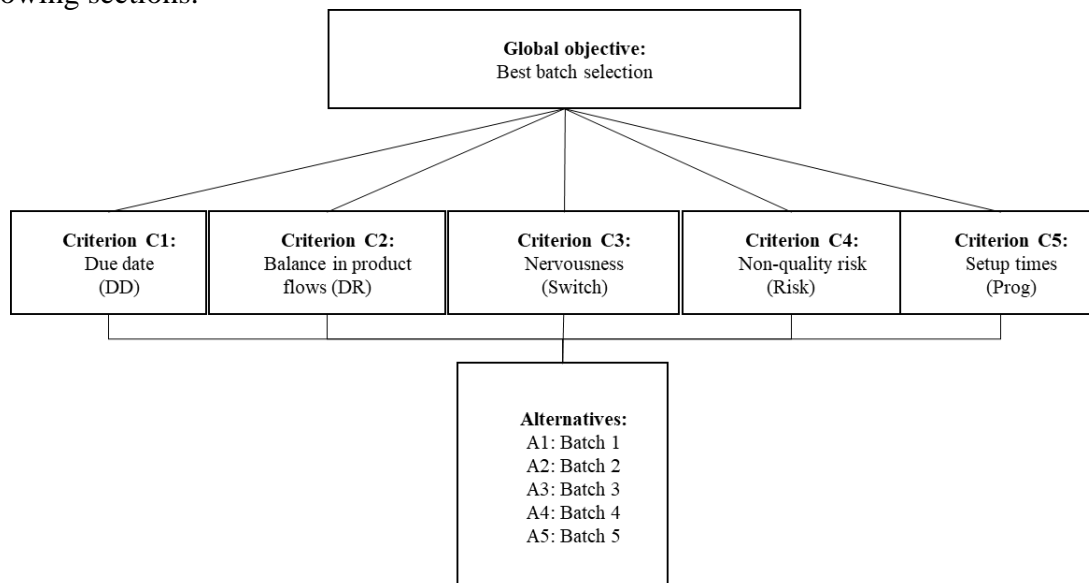 sections.
Global objective:
Best batch selection
Criterion C1:
Due date
(DD)
Criterion C2:
Balance in product
flows (DR)
Criterion C3:
Nervousness
(Switch)
Criterion C4:
Non-quality risk
(Risk)
Criterion C5:
Setup times
(Prog)
Alternatives:
A1: Batch 1
A2: Batch 2
A3: Batch 3
A4: Batch 4
A5: Batch 5